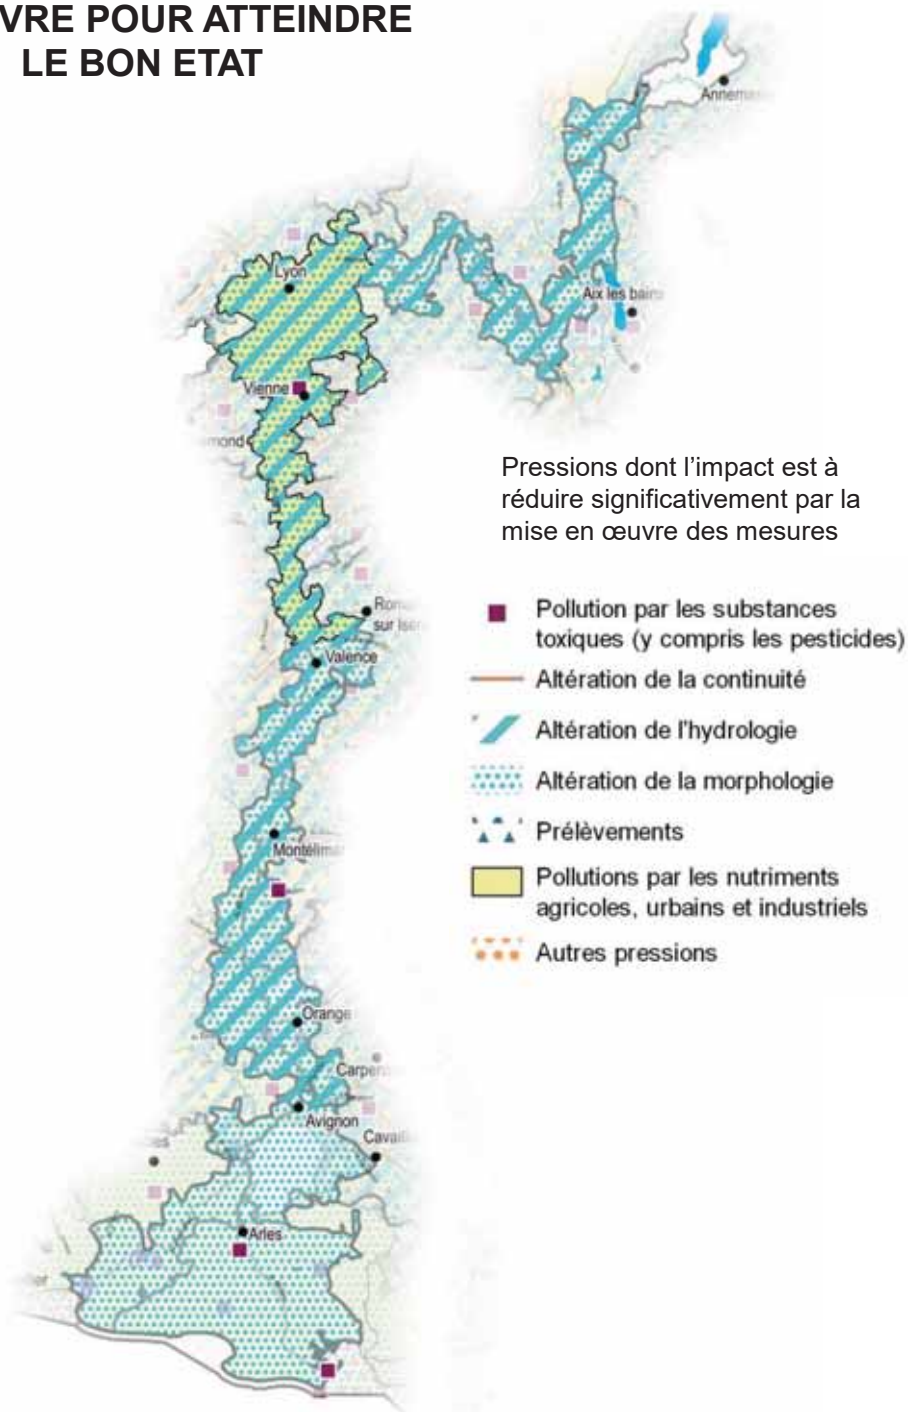 VRE POUR ATTEINDRE
LE BON ETAT
Lyon
Aix les bains
Vienne
Pressions dont l'impact est à
réduire significativement par la
mise en œuvre des mesures
sur
Valence
Pollution par les substances
toxiques (y compris les pesticides)
Altération de la continuité
Altération de l'hydrologie
Altération de la morphologie
Prélèvements
Pollutions par les nutriments
agricoles, urbains et industriels
Autres pressions
Orange
Avignon
Arles